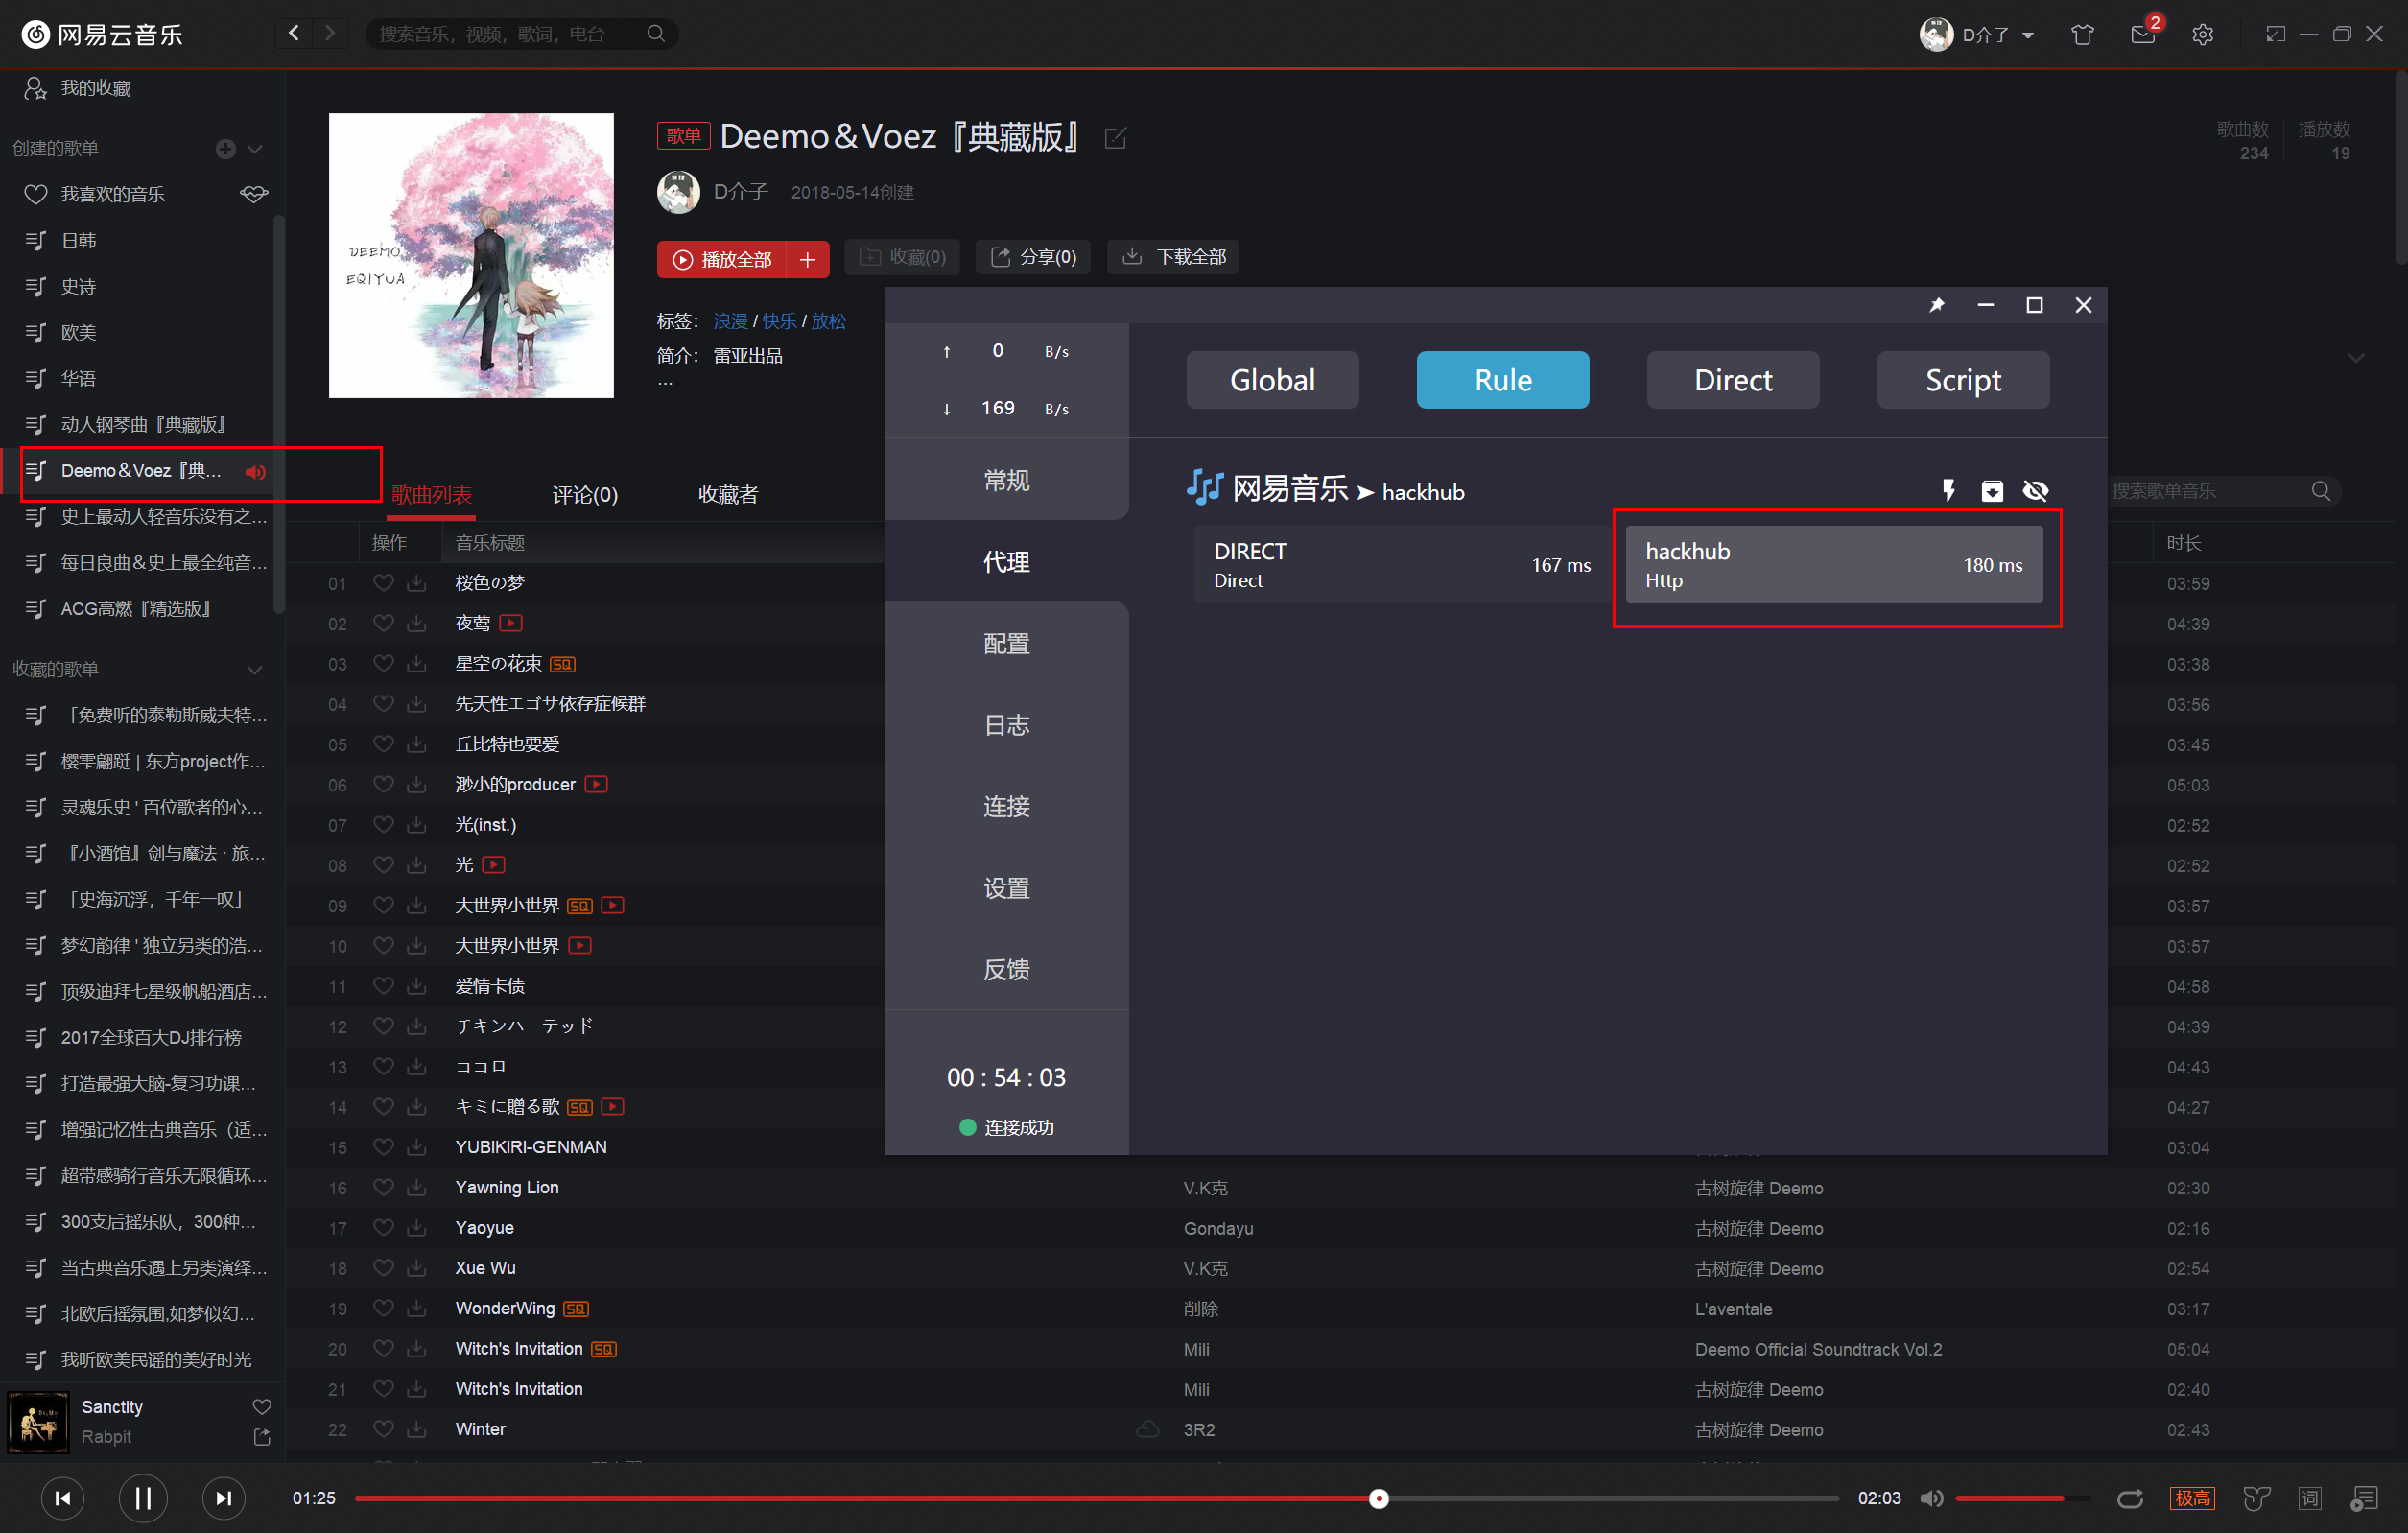 网易云音乐
搜索音乐，视频，歌词，电台
D介子
2
我的收藏
创建的歌单
我喜欢的音乐
日韩
史诗
欧美
华语
动人钢琴曲『典藏版』
Deemo＆Voez『典...
史上最动人轻音乐没有之...
每日良曲＆史上最全纯音...
ACG高燃『精选版』
收藏的歌单
「免费听的泰勒斯威夫特...
樱雫翩跹 | 东方project作...
灵魂乐史 ' 百位歌者的心...
『小酒馆』剑与魔法 · 旅...
「史海沉浮，千年一叹」
梦幻韵律 ' 独立另类的浩...
顶级迪拜七星级帆船酒店...
2017全球百大DJ排行榜
打造最强大脑-复习功课...
增强记忆性古典音乐（适...
超带感骑行音乐无限循环...
300支后摇乐队，300种...
当古典音乐遇上另类演绎...
北欧后摇氛围,如梦似幻...
我听欧美民谣的美好时光
Sanctity
Rabpit
DEEMO
EQIYUA
歌单 Deemo＆Voez『典藏版』
D介子 2018-05-14创建
歌曲数 播放数
234 19
播放全部
收藏(0)
分享(0)
下载全部
标签： 浪漫 / 快乐 / 放松
简介： 雷亚出品
...
歌曲列表 评论(0) 收藏者
搜索歌单音乐
操作 音乐标题 时长
01 桜色の梦 03:59
02 夜莺 04:39
03 星空の花束 SQ 03:38
04 先天性エゴサ依存症候群 03:56
05 丘比特也要爱 03:45
06 渺小的producer 05:03
07 光(inst.) 02:52
08 光 02:52
09 大世界小世界 SQ 03:57
10 大世界小世界 03:57
11 爱情卡债 04:58
12 チキンハーテッド 04:39
13 ココロ 04:43
14 キミに贈る歌 SQ 04:27
15 YUBIKIRI-GENMAN 03:04
16 Yawning Lion V.K克 古树旋律 Deemo 02:30
17 Yaoyue Gondayu 古树旋律 Deemo 02:16
18 Xue Wu V.K克 古树旋律 Deemo 02:54
19 WonderWing SQ 削除 L'aventale 03:17
20 Witch's Invitation SQ Mili Deemo Official Soundtrack Vol.2 05:04
21 Witch's Invitation Mili 古树旋律 Deemo 02:40
22 Winter 3R2 古树旋律 Deemo 02:43
↑ 0 B/s
↓ 169 B/s
常规
代理
配置
日志
连接
设置
反馈
00 : 54 : 03
连接成功
Global Rule Direct Script
网易音乐 ➤ hackhub
DIRECT
Direct
167 ms
hackhub
Http
180 ms
01:25
02:03
极高
词